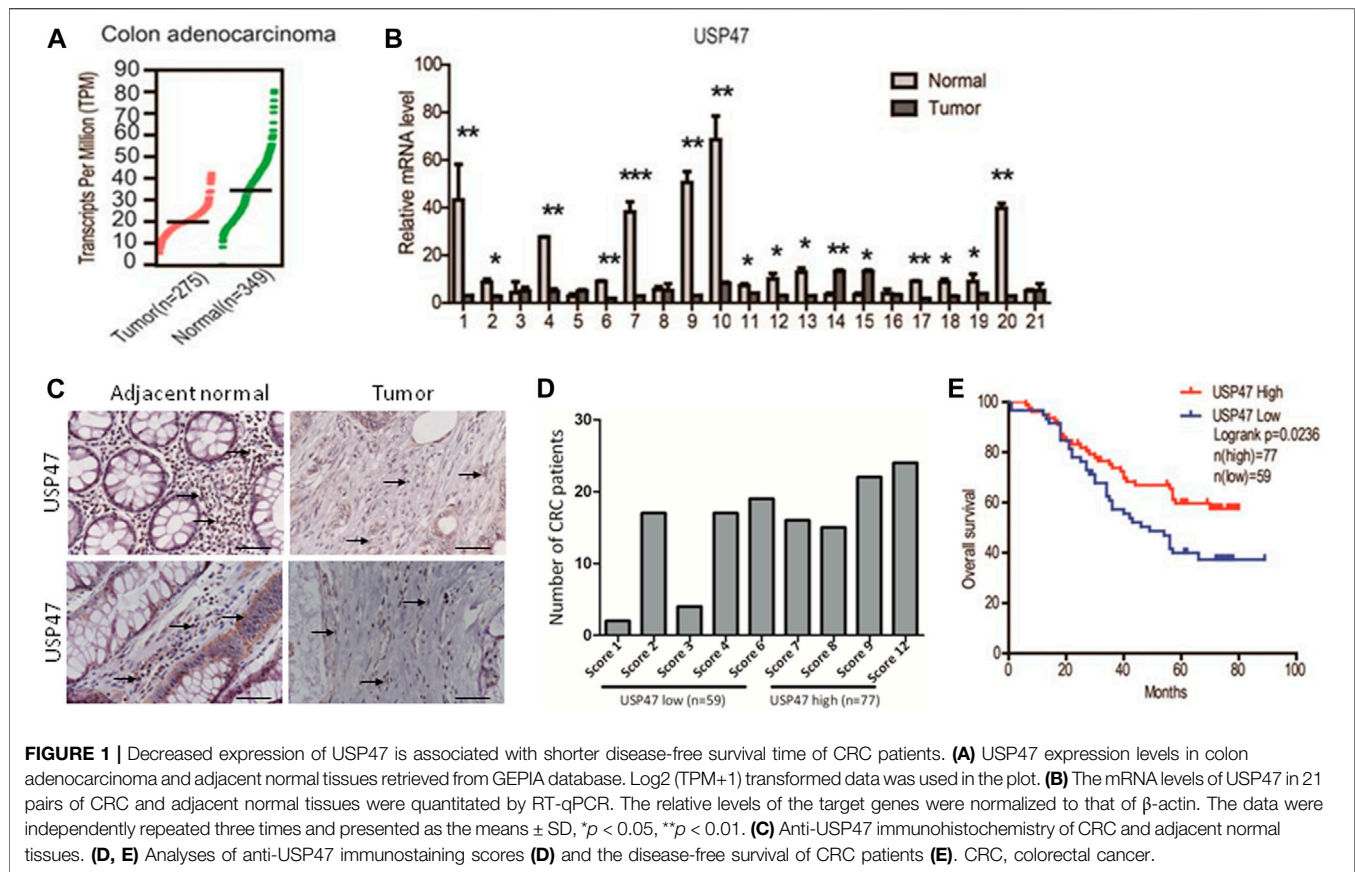 A
Colon adenocarcinoma
Transcripts Per Million (TPM)
90
80
70
60
50
40
30
20
10
0
Tumor(n=275)
Normal(n=349)
B
USP47
Relative mRNA level
100
80
60
40
20
0
Normal
Tumor
** * ** ** *** ** ** * * * ** * ** * * **
1 2 3 4 5 6 7 8 9 10 11 12 13 14 15 16 17 18 19 20 21
C
Adjacent normal
Tumor
USP47
USP47
D
Number of CRC patients
30
20
10
0
Score 1
Score 2
Score 3
Score 4
Score 6
Score 7
Score 8
Score 9
Score 12
USP47 low (n=59)
USP47 high (n=77)
E
Overall survival
100
80
60
40
20
0
0 20 40 60 80 100
Months
USP47 High
USP47 Low
Logrank p=0.0236
n(high)=77
n(low)=59
FIGURE 1 | Decreased expression of USP47 is associated with shorter disease-free survival time of CRC patients. (A) USP47 expression levels in colon
adenocarcinoma and adjacent normal tissues retrieved from GEPIA database. Log2 (TPM+1) transformed data was used in the plot. (B) The mRNA levels of USP47 in 21
pairs of CRC and adjacent normal tissues were quantitated by RT-qPCR. The relative levels of the target genes were normalized to that of β-actin. The data were
independently repeated three times and presented as the means ± SD, *p < 0.05, **p < 0.01. (C) Anti-USP47 immunohistochemistry of CRC and adjacent normal
tissues. (D, E) Analyses of anti-USP47 immunostaining scores (D) and the disease-free survival of CRC patients (E). CRC, colorectal cancer.